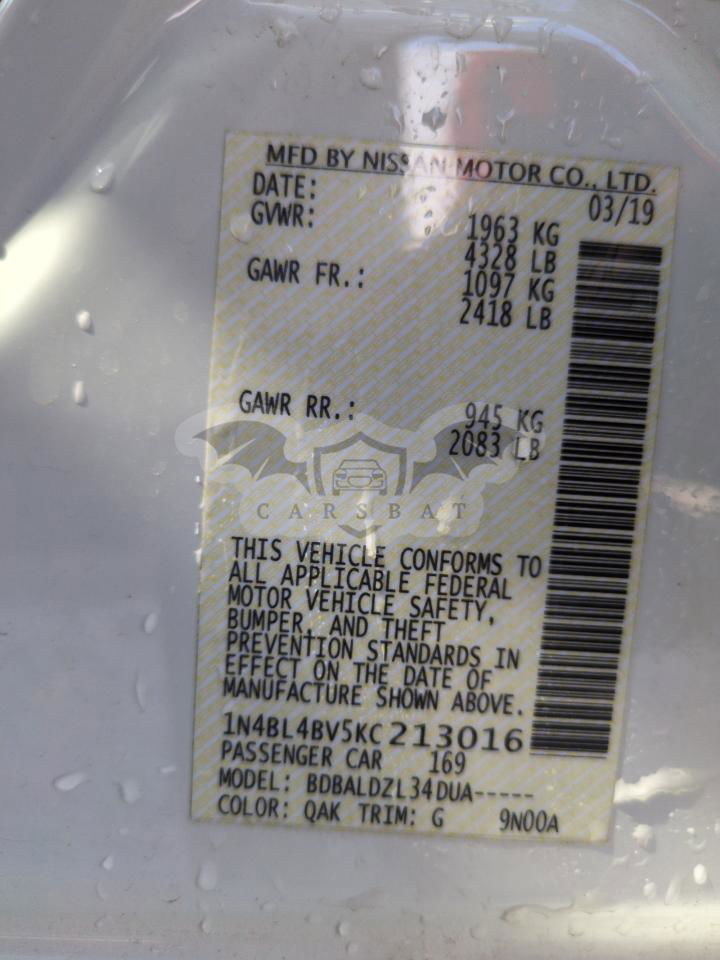 MFD BY NISSAN MOTOR CO., LTD.
DATE: 03/19
GVWR: 1963 KG
4328 LB
GAWR FR.: 1097 KG
2418 LB
GAWR RR.: 945 KG
2083 LB
CARSBAT
THIS VEHICLE CONFORMS TO
ALL APPLICABLE FEDERAL
MOTOR VEHICLE SAFETY,
BUMPER, AND THEFT
PREVENTION STANDARDS IN
EFFECT ON THE DATE OF
MANUFACTURE SHOWN ABOVE.
1N4BL4BV5KC213016
PASSENGER CAR 169
MODEL: BDBALDZL34DUA-----
COLOR: QAK TRIM: G 9N00A